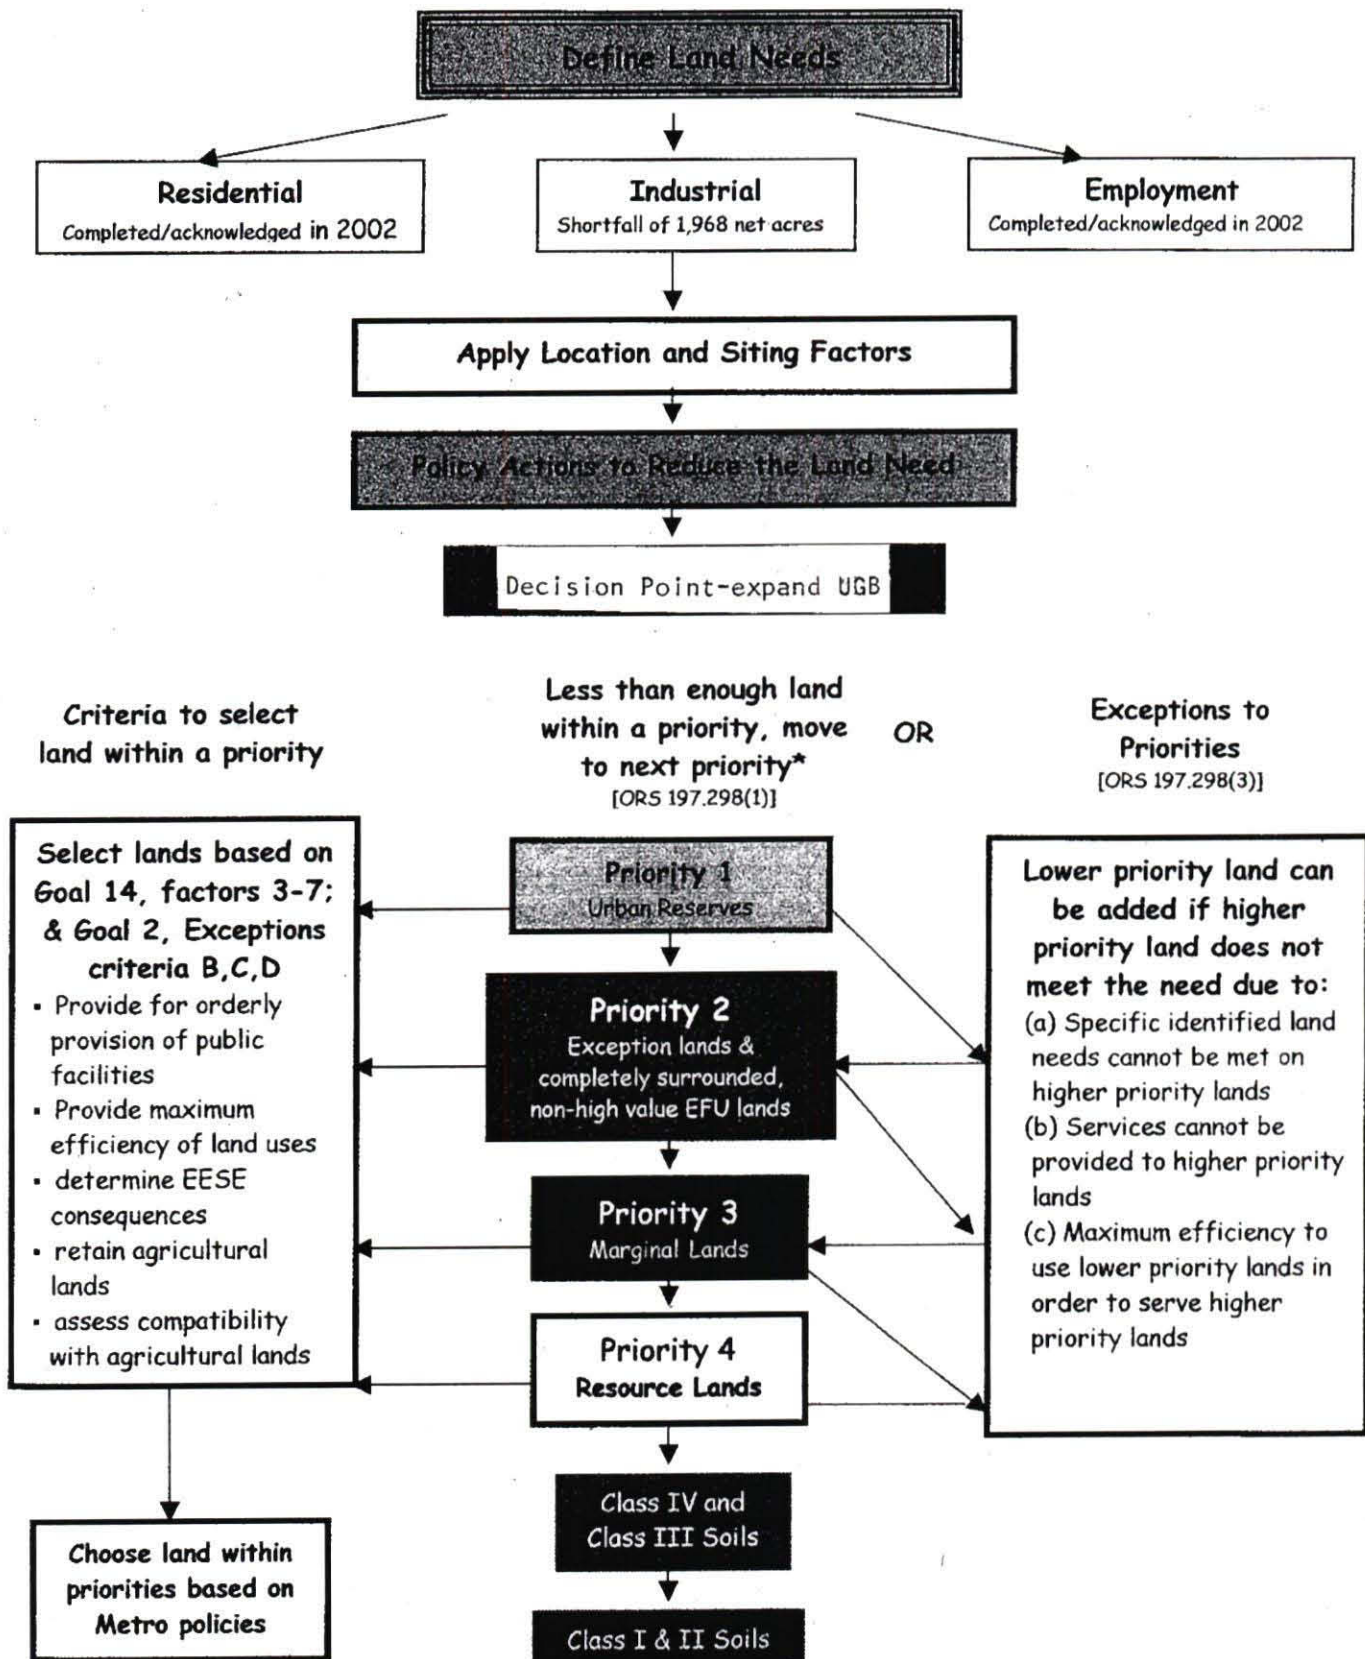 Define Land Needs
Residential
Completed/acknowledged in 2002
Industrial
Shortfall of 1,968 net acres
Employment
Completed/acknowledged in 2002
Apply Location and Siting Factors
Policy Actions to Reduce the Land Need
Decision Point-expand UGB
Criteria to select
land within a priority
Less than enough land
within a priority, move
to next priority*
[ORS 197.298(1)]
OR
Exceptions to
Priorities
[ORS 197.298(3)]
Select lands based on
Goal 14, factors 3-7;
& Goal 2, Exceptions
criteria B,C,D
▪ Provide for orderly
provision of public
facilities
▪ Provide maximum
efficiency of land uses
▪ determine EESE
consequences
▪ retain agricultural
lands
▪ assess compatibility
with agricultural lands
Choose land within
priorities based on
Metro policies
Priority 1
Urban Reserves
Priority 2
Exception lands &
completely surrounded,
non-high value EFU lands
Priority 3
Marginal Lands
Priority 4
Resource Lands
Class IV and
Class III Soils
Class I & II Soils
Lower priority land can
be added if higher
priority land does not
meet the need due to:
(a) Specific identified land
needs cannot be met on
higher priority lands
(b) Services cannot be
provided to higher priority
lands
(c) Maximum efficiency to
use lower priority lands in
order to serve higher
priority lands